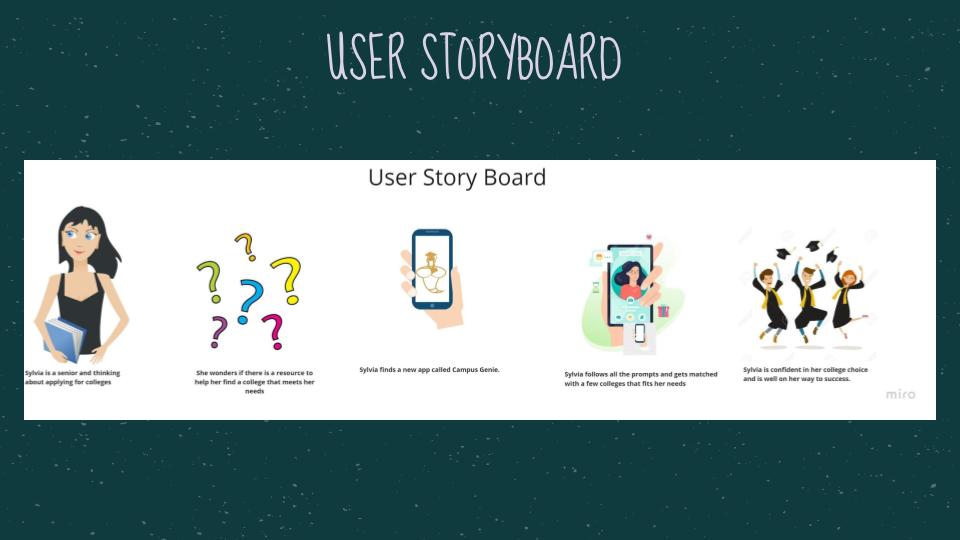 USER STORYBOARD
User Story Board
Sylvia is a senior and thinking
about applying for colleges
She wonders if there is a resource to
help her find a college that meets her
needs
Sylvia finds a new app called Campus Genie.
Sylvia follows all the prompts and gets matched
with a few colleges that fits her needs
Sylvia is confident in her college choice
and is well on her way to success.
miro